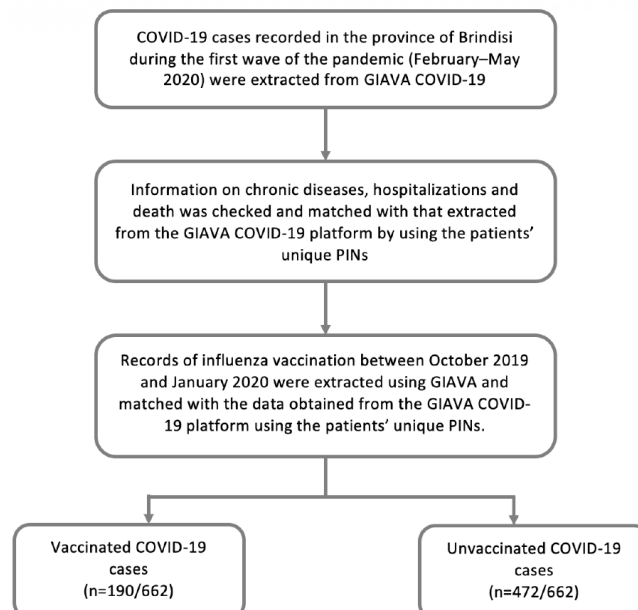 COVID-19 cases recorded in the province of Brindisi
during the first wave of the pandemic (February–May
2020) were extracted from GIAVA COVID-19
Information on chronic diseases, hospitalizations and
death was checked and matched with that extracted
from the GIAVA COVID-19 platform by using the patients’
unique PINs
Records of influenza vaccination between October 2019
and January 2020 were extracted using GIAVA and
matched with the data obtained from the GIAVA COVID-
19 platform using the patients’ unique PINs.
Vaccinated COVID-19
cases
(n=190/662)
Unvaccinated COVID-19
cases
(n=472/662)